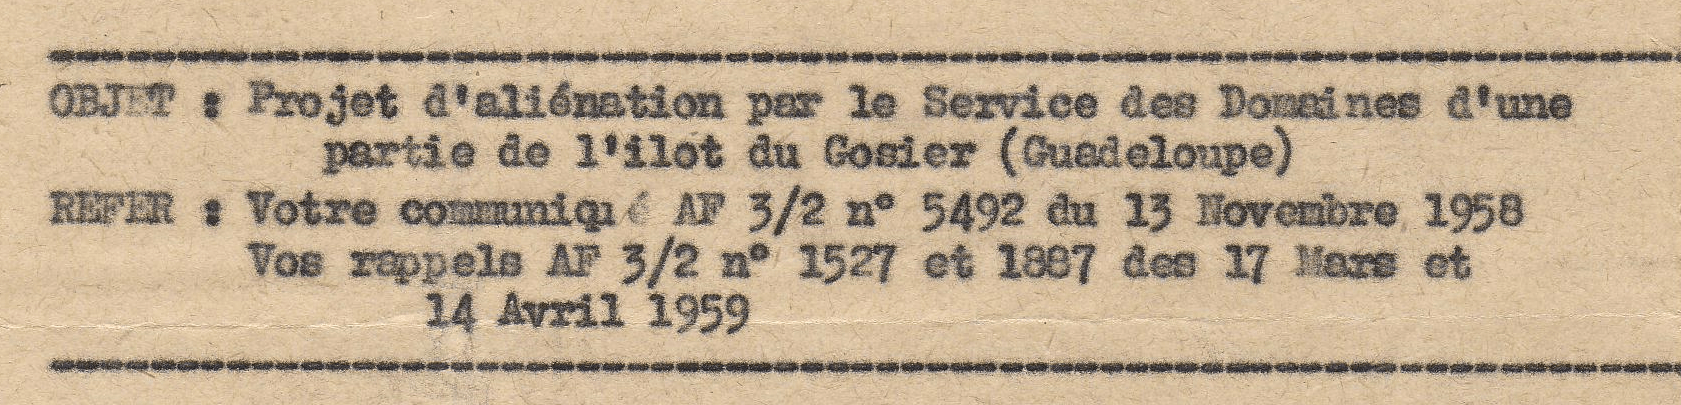 OBJET : Projet d'aliénation par le Service des Domaines d'une
partie de l'ilot du Gosier (Guadeloupe)
REFER : Votre communiqué AF 3/2 n° 5492 du 13 Novembre 1958
Vos rappels AF 3/2 n° 1527 et 1887 des 17 Mars et
14 Avril 1959